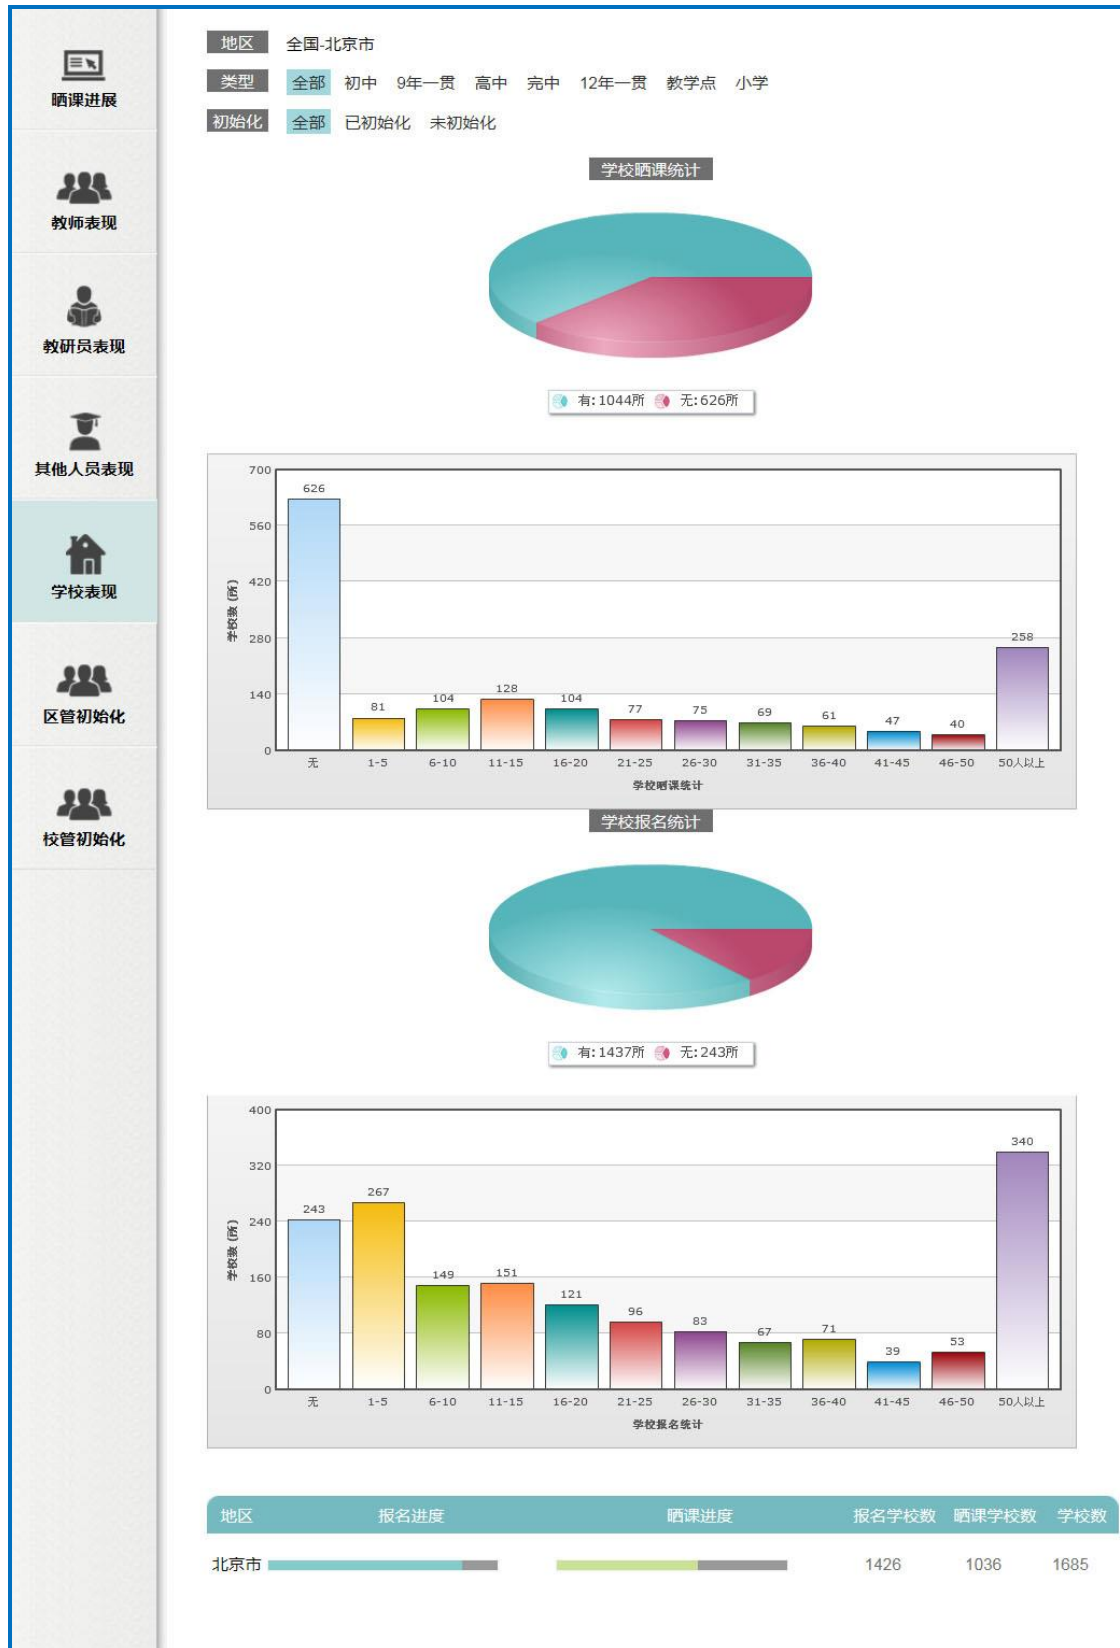 晒课进展
教师表现
教研员表现
其他人员表现
学校表现
区管初始化
校管初始化
地区 全国-北京市
类型 全部 初中 9年一贯 高中 完中 12年一贯 教学点 小学
初始化 全部 已初始化 未初始化
学校晒课统计
有:1044所 无:626所
700
560
420
280
140
0
学校数 (所)
626 81 104 128 104 77 75 69 61 47 40 258
无 1-5 6-10 11-15 16-20 21-25 26-30 31-35 36-40 41-45 46-50 50人以上
学校晒课统计
学校报名统计
有:1437所 无:243所
400
320
240
160
80
0
学校数 (所)
243 267 149 151 121 96 83 67 71 39 53 340
无 1-5 6-10 11-15 16-20 21-25 26-30 31-35 36-40 41-45 46-50 50人以上
学校报名统计
地区 报名进度 晒课进度 报名学校数 晒课学校数 学校数
北京市 1426 1036 1685